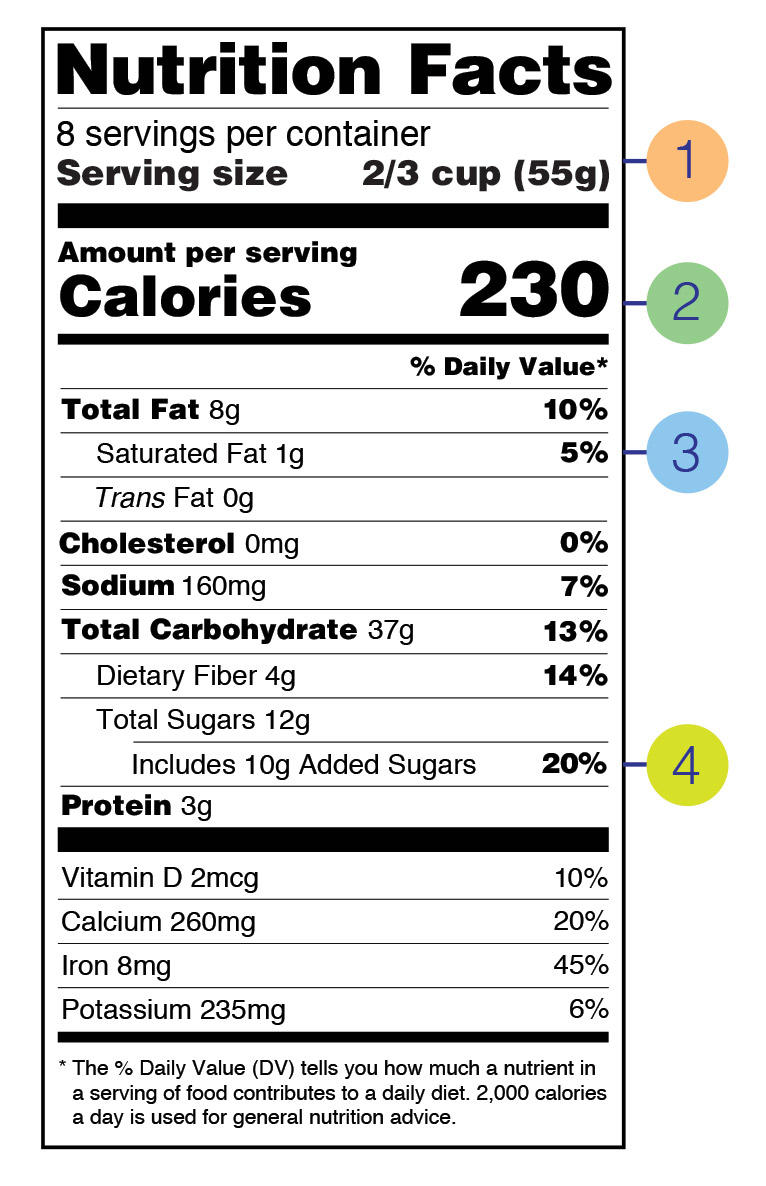 Nutrition Facts
8 servings per container
Serving size 2/3 cup (55g)
1
Amount per serving
Calories 230
2
% Daily Value*
Total Fat 8g 10%
Saturated Fat 1g 5%
3
Trans Fat 0g
Cholesterol 0mg 0%
Sodium 160mg 7%
Total Carbohydrate 37g 13%
Dietary Fiber 4g 14%
Total Sugars 12g
Includes 10g Added Sugars 20%
4
Protein 3g
Vitamin D 2mcg 10%
Calcium 260mg 20%
Iron 8mg 45%
Potassium 235mg 6%
* The % Daily Value (DV) tells you how much a nutrient in
a serving of food contributes to a daily diet. 2,000 calories
a day is used for general nutrition advice.